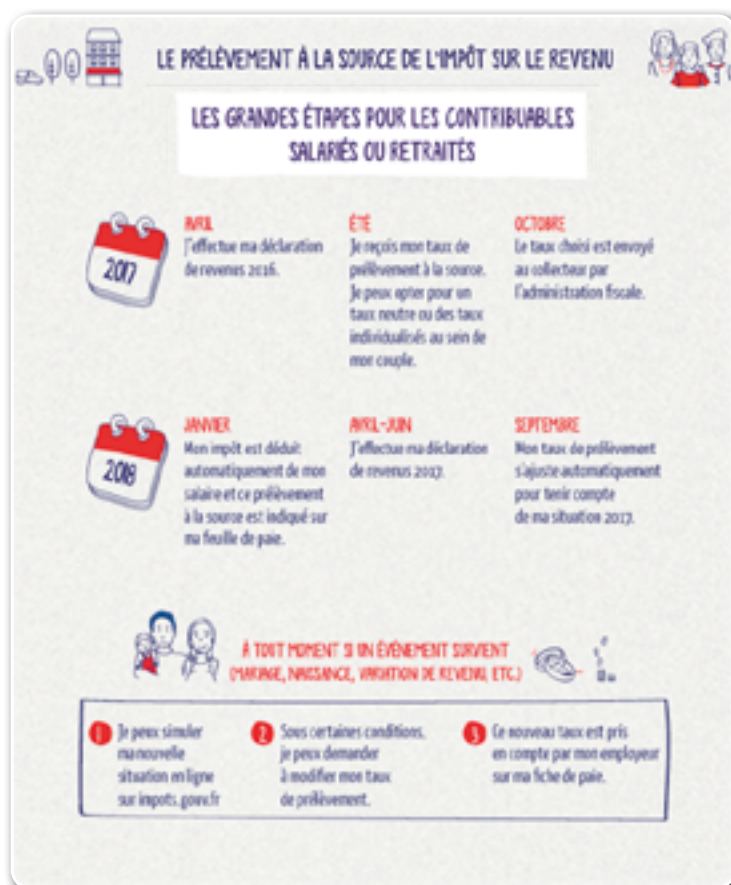 LE PRÉLÈVEMENT À LA SOURCE DE L'IMPÔT SUR LE REVENU
LES GRANDES ÉTAPES POUR LES CONTRIBUABLES
SALARIÉS OU RETRAITÉS
2017
AVRIL
J'effectue ma déclaration
de revenus 2016.
ÉTÉ
Je reçois mon taux de
prélèvement à la source.
Je peux opter pour un
taux neutre ou des taux
individualisés au sein de
mon couple.
OCTOBRE
Le taux choisi est envoyé
au collecteur par
l'administration fiscale.
2018
JANVIER
Mon impôt est déduit
automatiquement de mon
salaire et ce prélèvement
à la source est indiqué sur
ma feuille de paie.
AVRIL-JUIN
J'effectue ma déclaration
de revenus 2017.
SEPTEMBRE
Mon taux de prélèvement
s'ajuste automatiquement
pour tenir compte
de ma situation 2017.
À TOUT MOMENT SI UN ÉVÉNEMENT SURVIENT
(MARIAGE, NAISSANCE, VARIATION DE REVENU, ETC.)
1 Je peux simuler
ma nouvelle
situation en ligne
sur impots.gouv.fr
2 Sous certaines conditions,
je peux demander
à modifier mon taux
de prélèvement.
3 Ce nouveau taux est pris
en compte par mon employeur
sur ma fiche de paie.